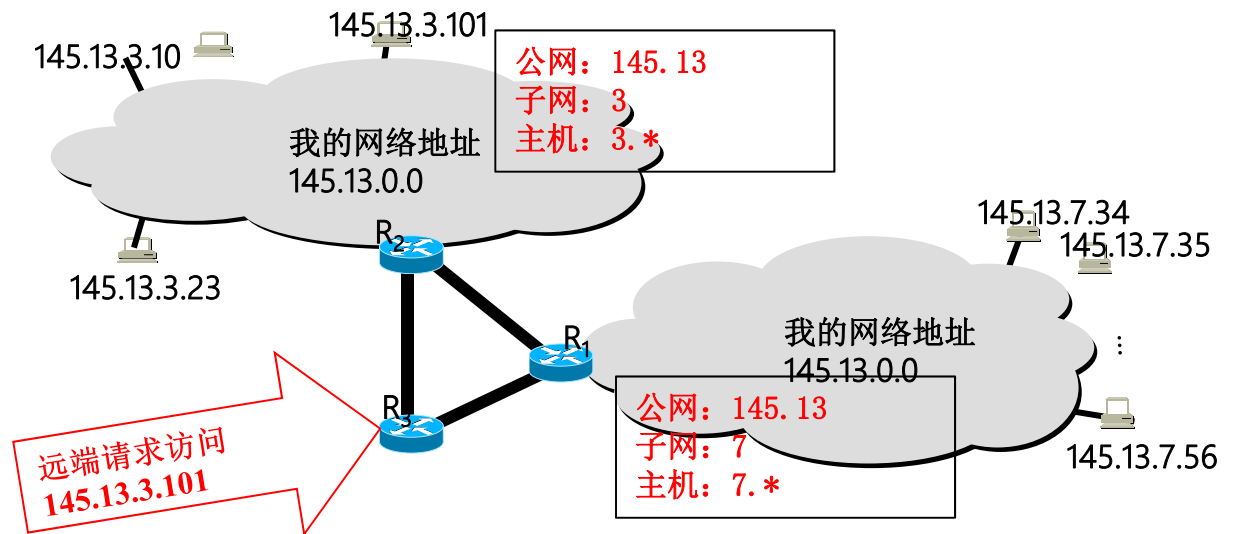 145.13.3.101
145.13.3.10
公网：145.13
子网：3
主机：3.*
我的网络地址
145.13.0.0
R2
145.13.3.23
145.13.7.34
145.13.7.35
R1
我的网络地址
145.13.0.0
⋮
公网：145.13
子网：7
主机：7.*
145.13.7.56
R3
远端请求访问
145.13.3.101